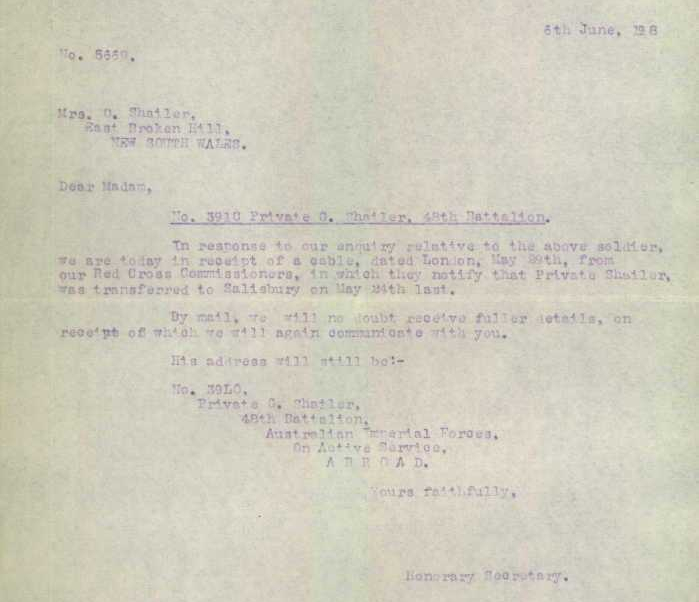 6th June, 1918
No. 5669.
Mrs. O. Shailer,
East Broken Hill,
NEW SOUTH WALES.
Dear Madam,
No. 3910 Private G. Shailer, 48th Battalion.
In response to our enquiry relative to the above soldier,
we are today in receipt of a cable, dated London, May 29th, from
our Red Cross Commissioners, in which they notify that Private Shailer,
was transferred to Salisbury on May 24th last.
By mail, we will no doubt receive fuller details, on
receipt of which we will again communicate with you.
His address will still be:-
No. 39LO,
Private G. Shailer,
48th Battalion,
Australian Imperial Forces,
On Active Service,
A B R O A D.
Yours faithfully,
Honorary Secretary.